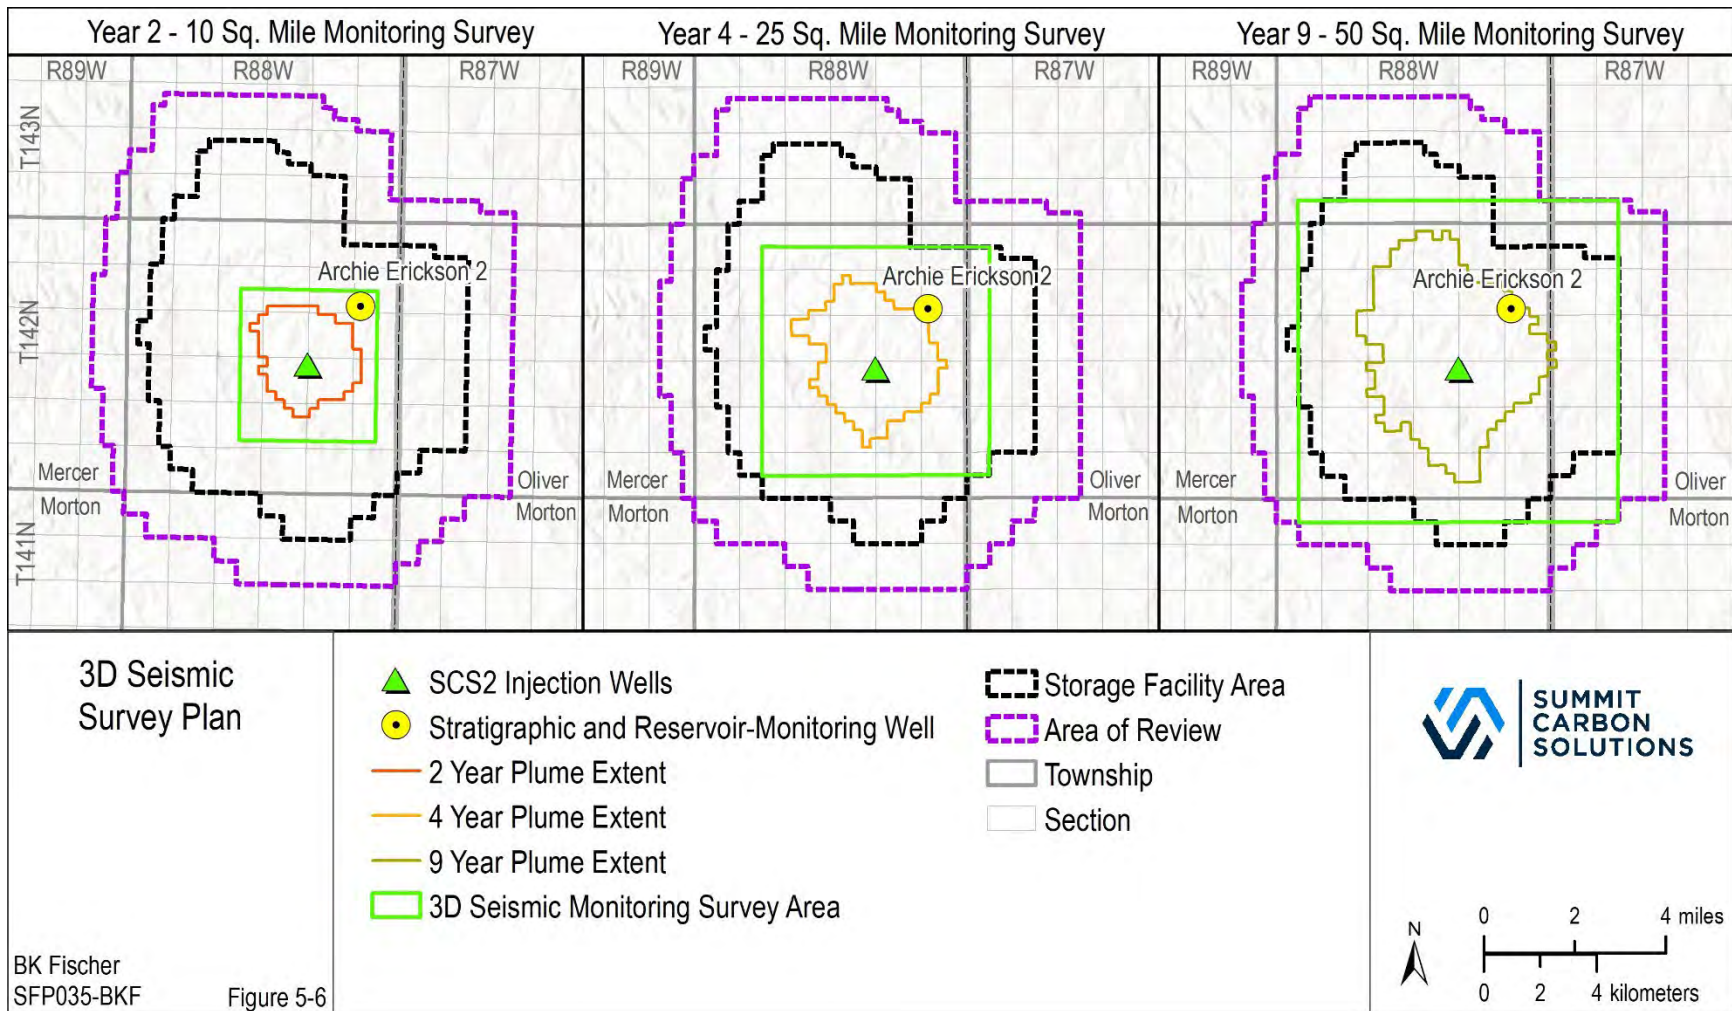 Year 2 - 10 Sq. Mile Monitoring Survey
Year 4 - 25 Sq. Mile Monitoring Survey
Year 9 - 50 Sq. Mile Monitoring Survey
R89W
R88W
R87W
T143N
T142N
T141N
Archie Erickson 2
Mercer
Morton
Oliver
Morton
R89W
R88W
R87W
Archie Erickson 2
Mercer
Morton
Oliver
Morton
R89W
R88W
R87W
Archie Erickson 2
Mercer
Morton
Oliver
Morton
3D Seismic
Survey Plan
BK Fischer
SFP035-BKF
Figure 5-6
SCS2 Injection Wells
Stratigraphic and Reservoir-Monitoring Well
2 Year Plume Extent
4 Year Plume Extent
9 Year Plume Extent
3D Seismic Monitoring Survey Area
Storage Facility Area
Area of Review
Township
Section
SUMMIT
CARBON
SOLUTIONS
N
0 2 4 miles
0 2 4 kilometers